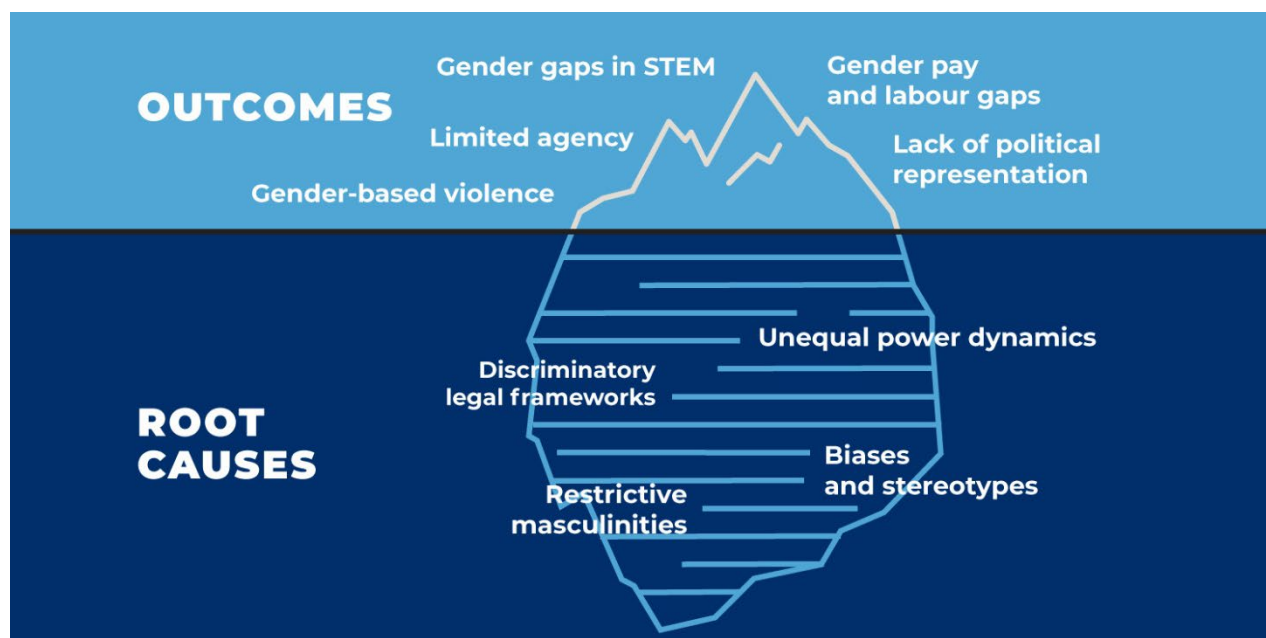 OUTCOMES
Gender gaps in STEM
Limited agency
Gender-based violence
Gender pay
and labour gaps
Lack of political
representation
ROOT
CAUSES
Unequal power dynamics
Discriminatory
legal frameworks
Biases
and stereotypes
Restrictive
masculinities